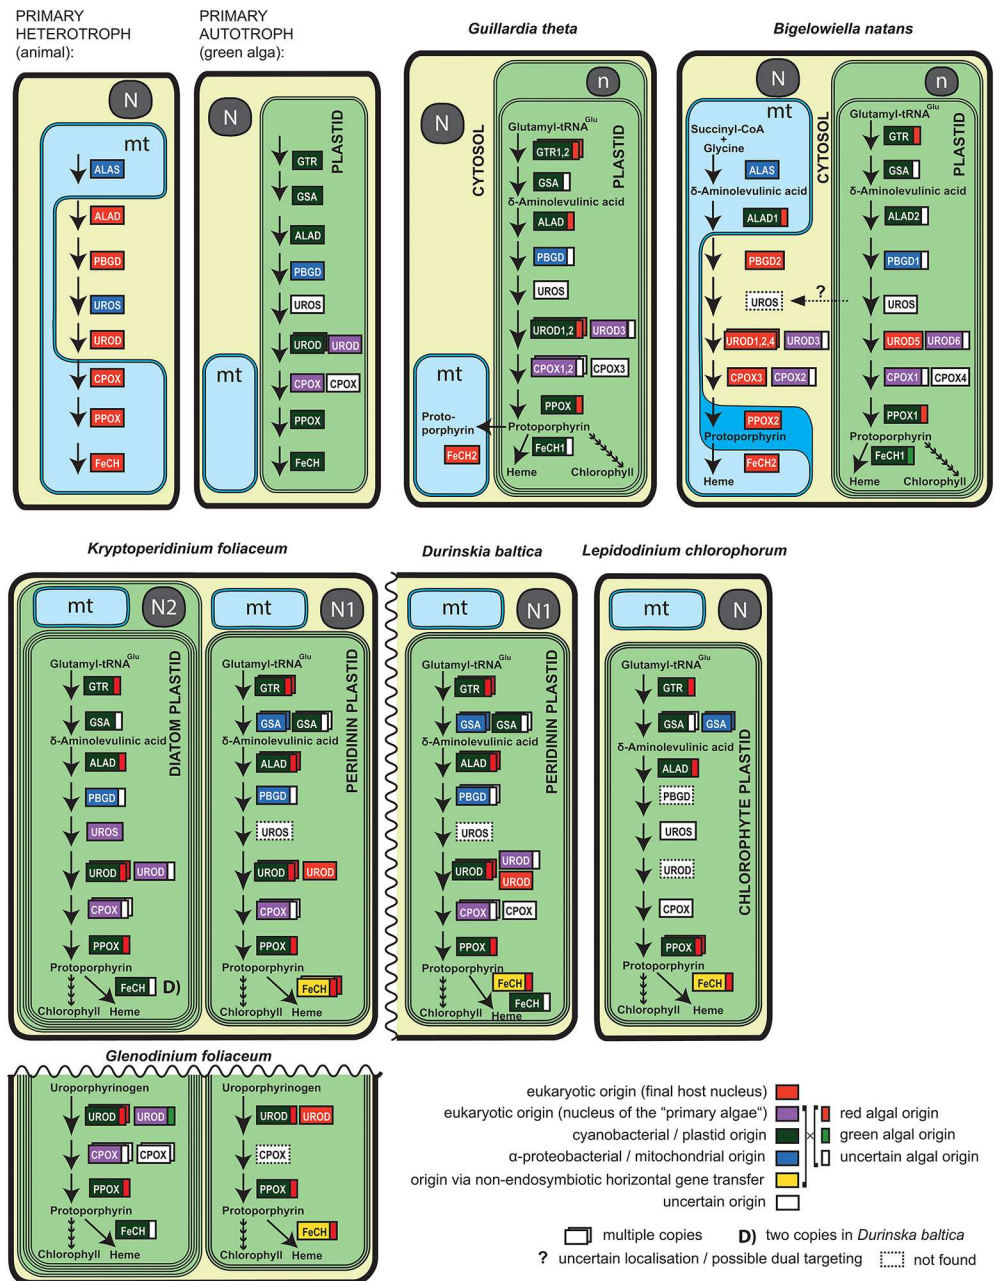 PRIMARY
HETEROTROPH
(animal):
N
mt
ALAS
ALAD
PBGD
UROS
UROD
CPOX
PPOX
FeCH
PRIMARY
AUTOTROPH
(green alga):
N
PLASTID
GTR
GSA
ALAD
PBGD
UROS
UROD UROD
CPOX CPOX
PPOX
FeCH
mt
Guillardia theta
N
n
CYTOSOL
PLASTID
Glutamyl-tRNAGlu
GTR1,2
GSA
δ-Aminolevulinic acid
ALAD
PBGD
UROS
UROD1,2 UROD3
CPOX1,2 CPOX3
PPOX
Protoporphyrin
FeCH1
Heme Chlorophyll
mt
Proto-
porphyrin
FeCH2
Bigelowiella natans
N
mt
CYTOSOL
Succinyl-CoA
+
Glycine
ALAS
δ-Aminolevulinic acid
ALAD1
PBGD2
UROS
?
UROD1,2,4 UROD3
CPOX3 CPOX2
PPOX2
Protoporphyrin
FeCH2
Heme
n
PLASTID
Glutamyl-tRNAGlu
GTR
GSA
δ-Aminolevulinic acid
ALAD2
PBGD1
UROS
UROD5 UROD6
CPOX1 CPOX4
PPOX1
Protoporphyrin
FeCH1
Heme Chlorophyll
Kryptoperidinium foliaceum
mt
N2
DIATOM PLASTID
Glutamyl-tRNAGlu
GTR
GSA
δ-Aminolevulinic acid
ALAD
PBGD
UROS
UROD UROD
CPOX
PPOX
Protoporphyrin
FeCH D)
Chlorophyll Heme
mt
N1
PERIDININ PLASTID
Glutamyl-tRNAGlu
GTR
GSA GSA
δ-Aminolevulinic acid
ALAD
PBGD
UROS
UROD UROD
CPOX
PPOX
Protoporphyrin
FeCH
Chlorophyll Heme
Durinskia baltica
mt
N1
PERIDININ PLASTID
Glutamyl-tRNAGlu
GTR
GSA GSA
δ-Aminolevulinic acid
ALAD
PBGD
UROS
UROD
UROD UROD
CPOX CPOX
PPOX
Protoporphyrin
FeCH
FeCH
Chlorophyll Heme
Lepidodinium chlorophorum
mt
N
CHLOROPHYTE PLASTID
Glutamyl-tRNAGlu
GTR
GSA GSA
δ-Aminolevulinic acid
ALAD
PBGD
UROS
UROD
CPOX
PPOX
Protoporphyrin
FeCH
Chlorophyll Heme
Glenodinium foliaceum
Uroporphyrinogen
UROD UROD
CPOX CPOX
PPOX
Protoporphyrin
FeCH
Chlorophyll Heme
Uroporphyrinogen
UROD UROD
CPOX
PPOX
Protoporphyrin
FeCH
Chlorophyll Heme
eukaryotic origin (final host nucleus)
eukaryotic origin (nucleus of the "primary algae")
cyanobacterial / plastid origin
α-proteobacterial / mitochondrial origin
origin via non-endosymbiotic horizontal gene transfer
uncertain origin
×
red algal origin
green algal origin
uncertain algal origin
multiple copies D) two copies in Durinska baltica
? uncertain localisation / possible dual targeting not found